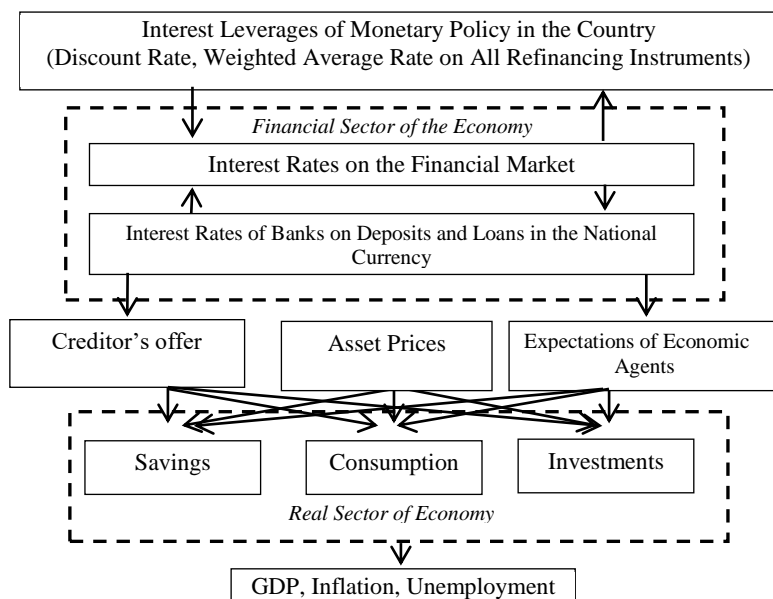 Interest Leverages of Monetary Policy in the Country
(Discount Rate, Weighted Average Rate on All Refinancing Instruments)
Financial Sector of the Economy
Interest Rates on the Financial Market
Interest Rates of Banks on Deposits and Loans in the National
Currency
Creditor’s offer
Asset Prices
Expectations of Economic
Agents
Savings
Consumption
Investments
Real Sector of Economy
GDP, Inflation, Unemployment